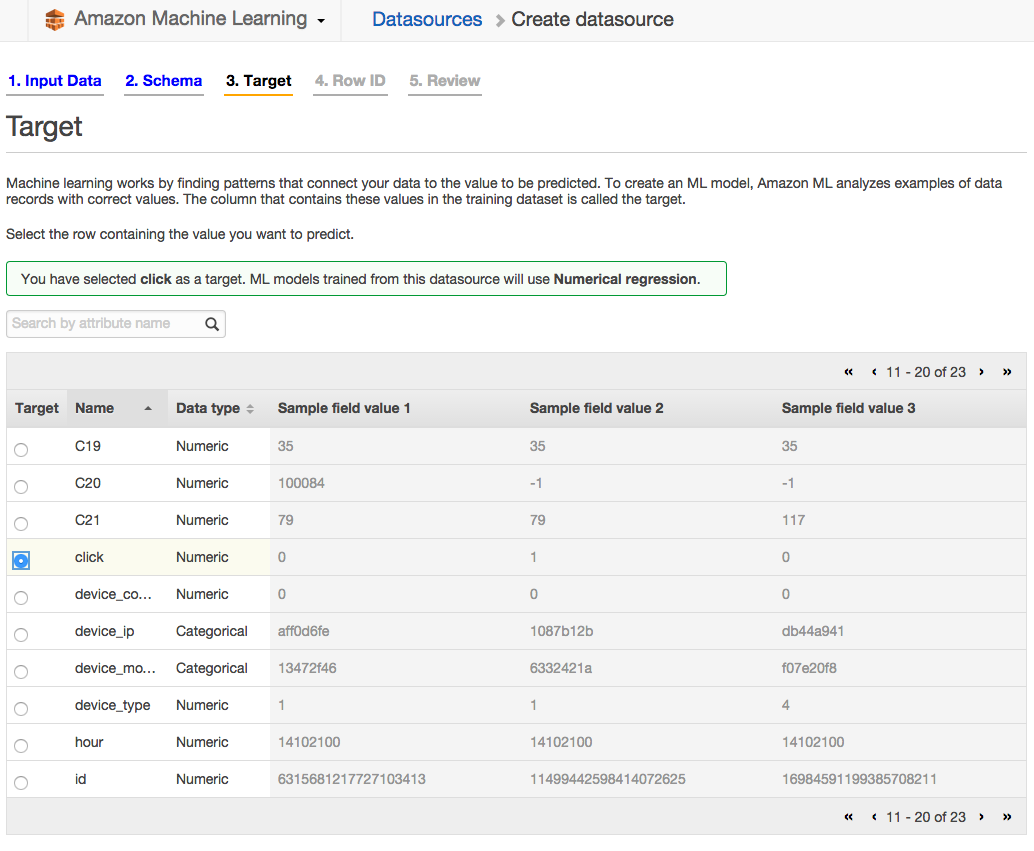 Amazon Machine Learning Datasources > Create datasource
1. Input Data 2. Schema 3. Target 4. Row ID 5. Review
Target
Machine learning works by finding patterns that connect your data to the value to be predicted. To create an ML model, Amazon ML analyzes examples of data
records with correct values. The column that contains these values in the training dataset is called the target.
Select the row containing the value you want to predict.
You have selected click as a target. ML models trained from this datasource will use Numerical regression.
Search by attribute name
« ‹ 11 - 20 of 23 › »
Target Name Data type Sample field value 1 Sample field value 2 Sample field value 3
C19 Numeric 35 35 35
C20 Numeric 100084 -1 -1
C21 Numeric 79 79 117
click Numeric 0 1 0
device_co... Numeric 0 0 0
device_ip Categorical aff0d6fe 1087b12b db44a941
device_mo... Categorical 13472f46 6332421a f07e20f8
device_type Numeric 1 1 4
hour Numeric 14102100 14102100 14102100
id Numeric 6315681217727103413 11499442598414072625 16984591199385708211
« ‹ 11 - 20 of 23 › »